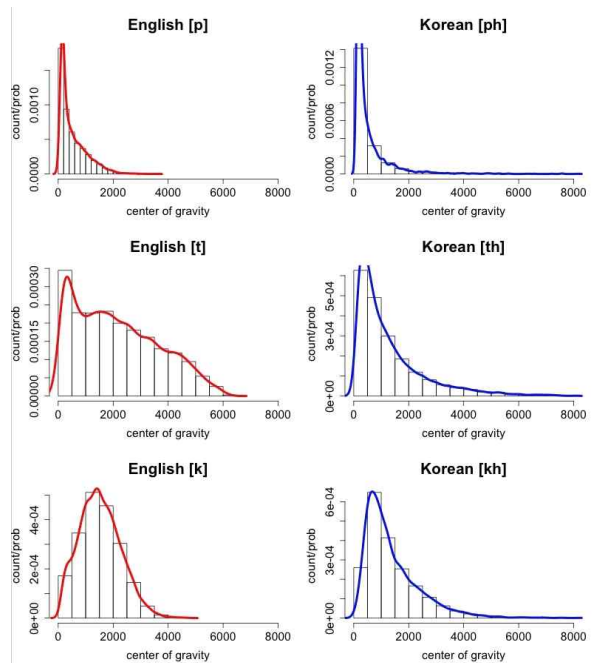 English [p]
count/prob
0.0000 0.0010
0 2000 4000 6000 8000
center of gravity
Korean [ph]
count/prob
0.0000 0.0006 0.0012
0 2000 4000 6000 8000
center of gravity
English [t]
count/prob
0.00000 0.00015 0.00030
0 2000 4000 6000 8000
center of gravity
Korean [th]
count/prob
0e+00 3e-04 5e-04
0 2000 4000 6000 8000
center of gravity
English [k]
count/prob
0e+00 2e-04 4e-04
0 2000 4000 6000 8000
center of gravity
Korean [kh]
count/prob
0e+00 3e-04 6e-04
0 2000 4000 6000 8000
center of gravity